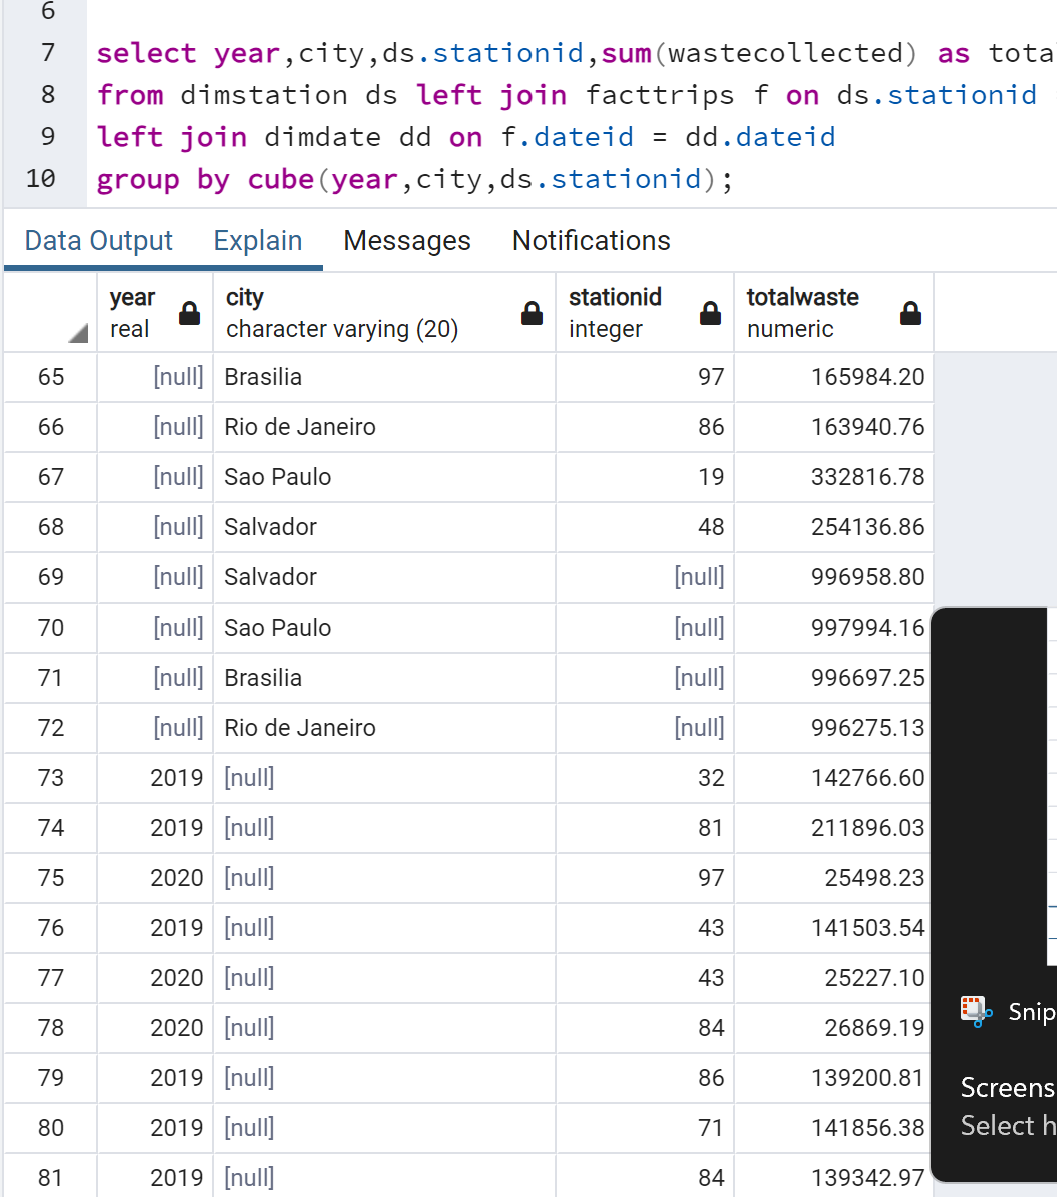 6
7 select year,city,ds.stationid,sum(wastecollected) as tota
8 from dimstation ds left join facttrips f on ds.stationid
9 left join dimdate dd on f.dateid = dd.dateid
10 group by cube(year,city,ds.stationid);
Data Output Explain Messages Notifications
year city stationid totalwaste
real character varying (20) integer numeric
65 [null] Brasilia 97 165984.20
66 [null] Rio de Janeiro 86 163940.76
67 [null] Sao Paulo 19 332816.78
68 [null] Salvador 48 254136.86
69 [null] Salvador [null] 996958.80
70 [null] Sao Paulo [null] 997994.16
71 [null] Brasilia [null] 996697.25
72 [null] Rio de Janeiro [null] 996275.13
73 2019 [null] 32 142766.60
74 2019 [null] 81 211896.03
75 2020 [null] 97 25498.23
76 2019 [null] 43 141503.54
77 2020 [null] 43 25227.10
78 2020 [null] 84 26869.19
Snip
79 2019 [null] 86 139200.81
Screens
80 2019 [null] 71 141856.38
Select h
81 2019 [null] 84 139342.97